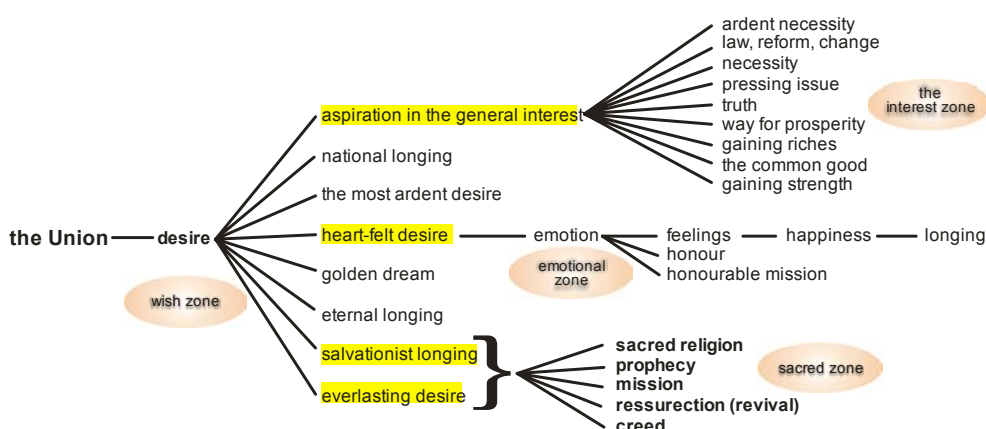 ardent necessity
law, reform, change
necessity
pressing issue
truth
way for prosperity
gaining riches
the common good
gaining strength
the
interest zone
aspiration in the general interest
national longing
the most ardent desire
the Union
desire
heart-felt desire
emotion
feelings
happiness
longing
honour
honourable mission
emotional
zone
golden dream
wish zone
eternal longing
salvationist longing
everlasting desire
}
sacred religion
prophecy
mission
ressurection (revival)
creed
sacred zone